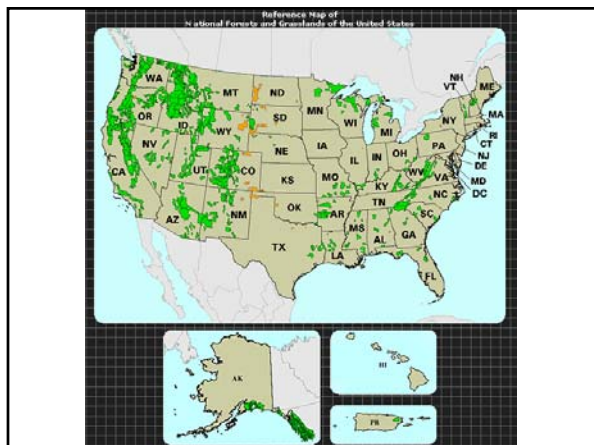 Reference Map of
National Forests and Grasslands of the United States
NH
VT
WA
MT
ND
ME
OR
MN
ID
SD
WI
NY
MA
WY
MI
RI
CT
NV
NE
IA
PA
NJ
IL
IN
OH
DE
UT
CO
WV
MD
CA
KS
MO
VA
DC
KY
NC
TN
AZ
NM
OK
AR
SC
MS
AL
GA
TX
LA
FL
AK
HI
PR